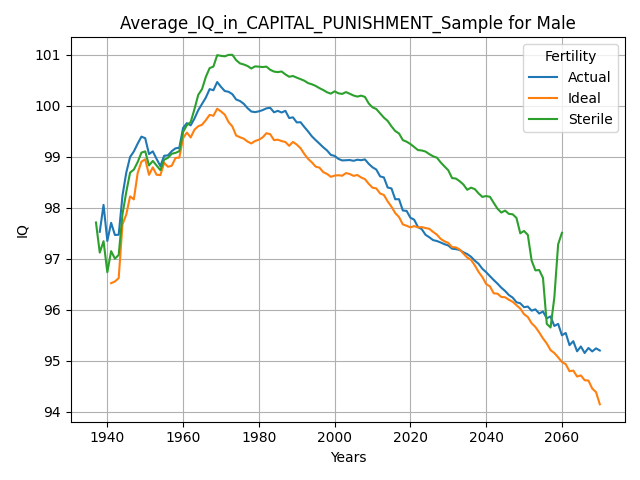 Average_IQ_in_CAPITAL_PUNISHMENT_Sample for Male
IQ
101
100
99
98
97
96
95
94
Fertility
Actual
Ideal
Sterile
1940 1960 1980 2000 2020 2040 2060
Years